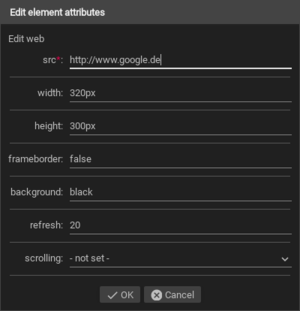 Edit element attributes
Edit web
src*: http://www.google.de
width: 320px
height: 300px
frameborder: false
background: black
refresh: 20
scrolling: - not set -
OK Cancel